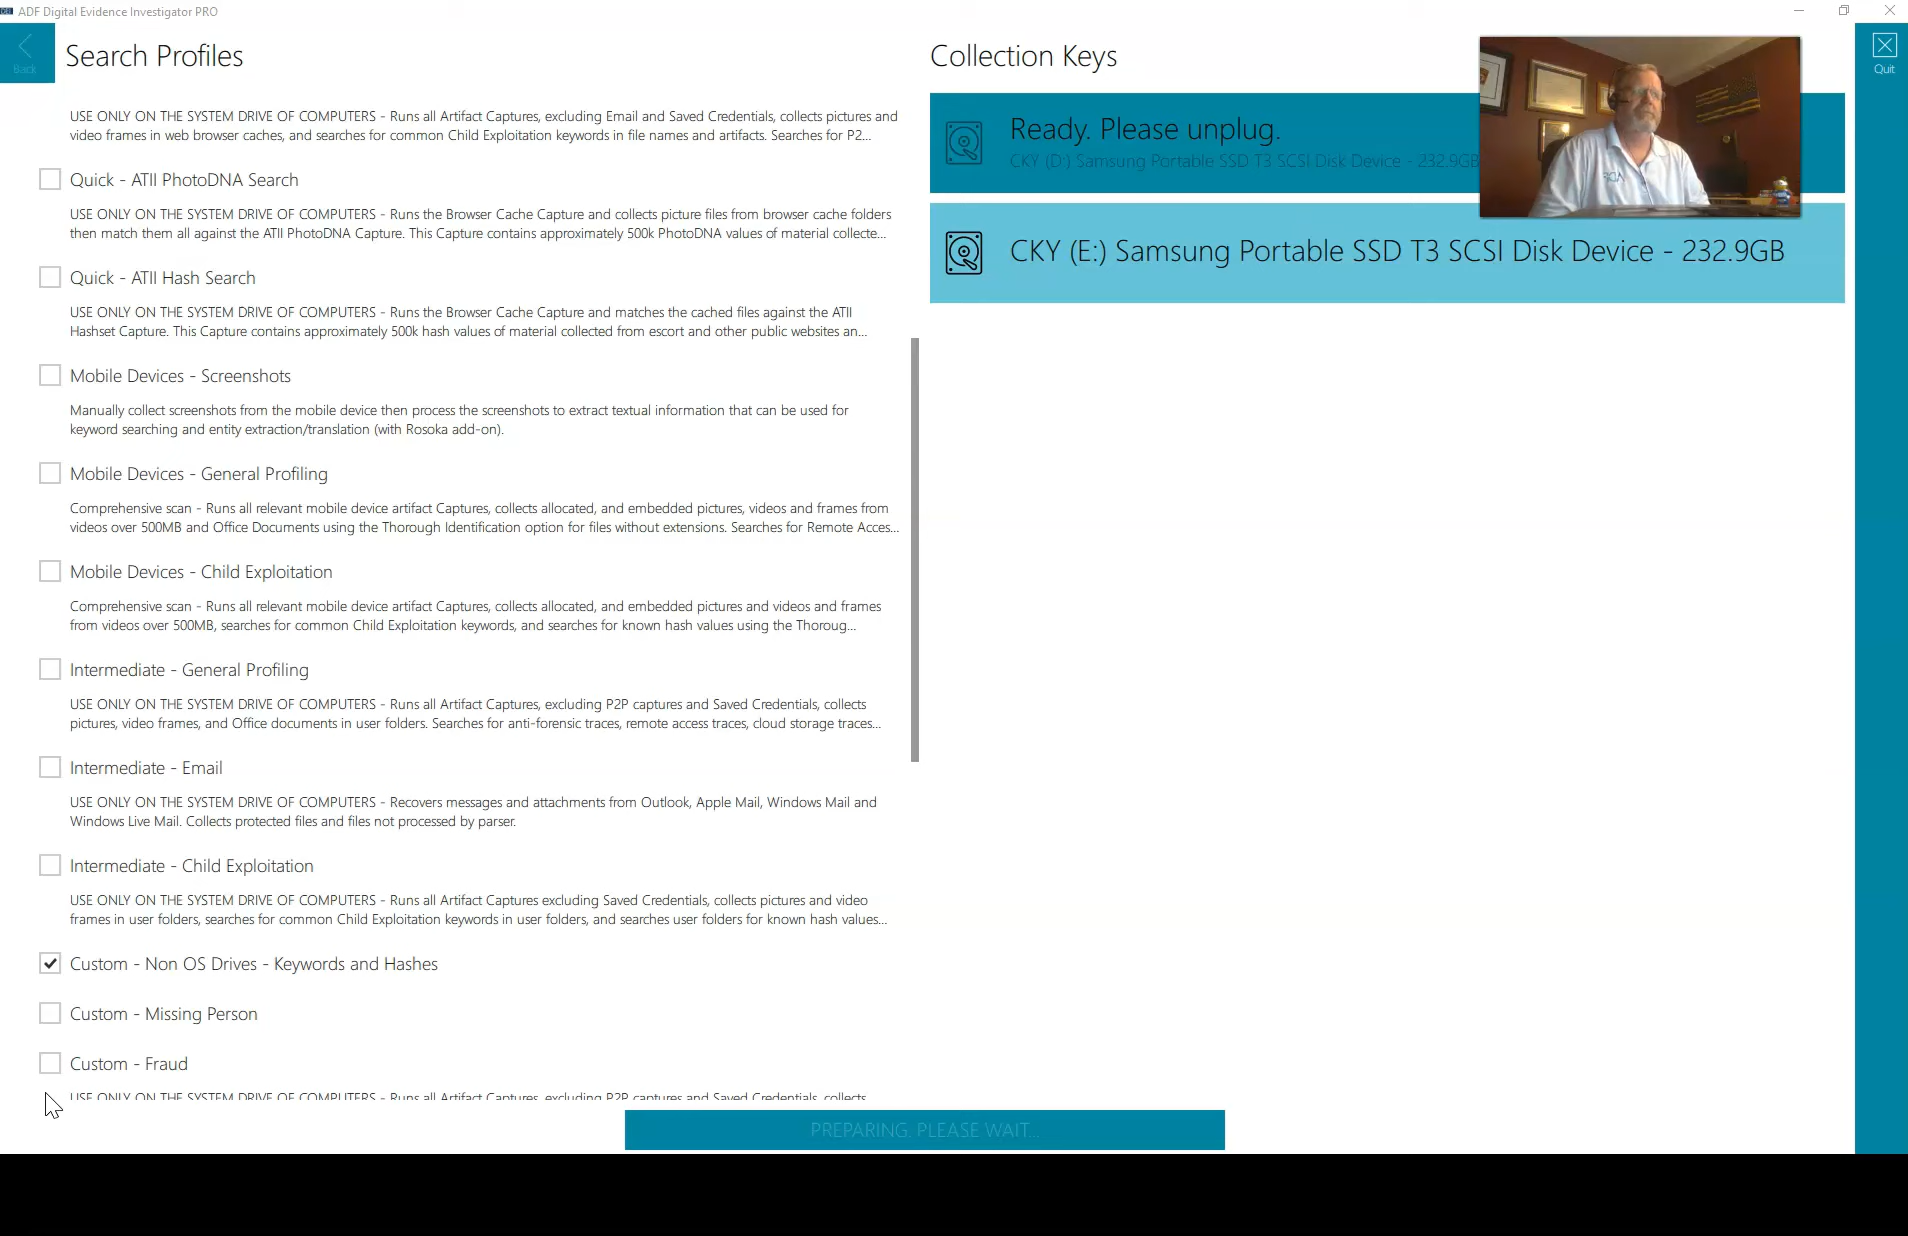 ADF Digital Evidence Investigator PRO
Back
Search Profiles
USE ONLY ON THE SYSTEM DRIVE OF COMPUTERS - Runs all Artifact Captures, excluding Email and Saved Credentials, collects pictures and
video frames in web browser caches, and searches for common Child Exploitation keywords in file names and artifacts. Searches for P2...
Quick - ATII PhotoDNA Search
USE ONLY ON THE SYSTEM DRIVE OF COMPUTERS - Runs the Browser Cache Capture and collects picture files from browser cache folders
then match them all against the ATII PhotoDNA Capture. This Capture contains approximately 500k PhotoDNA values of material collecte...
Quick - ATII Hash Search
USE ONLY ON THE SYSTEM DRIVE OF COMPUTERS - Runs the Browser Cache Capture and matches the cached files against the ATII
Hashset Capture. This Capture contains approximately 500k hash values of material collected from escort and other public websites an...
Mobile Devices - Screenshots
Manually collect screenshots from the mobile device then process the screenshots to extract textual information that can be used for
keyword searching and entity extraction/translation (with Rosoka add-on).
Mobile Devices - General Profiling
Comprehensive scan - Runs all relevant mobile device artifact Captures, collects allocated, and embedded pictures, videos and frames from
videos over 500MB and Office Documents using the Thorough Identification option for files without extensions. Searches for Remote Acces...
Mobile Devices - Child Exploitation
Comprehensive scan - Runs all relevant mobile device artifact Captures, collects allocated, and embedded pictures and videos and frames
from videos over 500MB, searches for common Child Exploitation keywords, and searches for known hash values using the Thoroug...
Intermediate - General Profiling
USE ONLY ON THE SYSTEM DRIVE OF COMPUTERS - Runs all Artifact Captures, excluding P2P captures and Saved Credentials, collects
pictures, video frames, and Office documents in user folders. Searches for anti-forensic traces, remote access traces, cloud storage traces...
Intermediate - Email
USE ONLY ON THE SYSTEM DRIVE OF COMPUTERS - Recovers messages and attachments from Outlook, Apple Mail, Windows Mail and
Windows Live Mail. Collects protected files and files not processed by parser.
Intermediate - Child Exploitation
USE ONLY ON THE SYSTEM DRIVE OF COMPUTERS - Runs all Artifact Captures excluding Saved Credentials, collects pictures and video
frames in user folders, searches for common Child Exploitation keywords in user folders, and searches user folders for known hash values...
Custom - Non OS Drives - Keywords and Hashes
Custom - Missing Person
Custom - Fraud
USE ONLY ON THE SYSTEM DRIVE OF COMPUTERS - Runs all Artifact Captures, excluding P2P captures and Saved Credentials, collects
Collection Keys
Ready. Please unplug.
CKY (D:) Samsung Portable SSD T3 SCSI Disk Device - 232.9GB
CKY (E:) Samsung Portable SSD T3 SCSI Disk Device - 232.9GB
Quit
PREPARING. PLEASE WAIT...